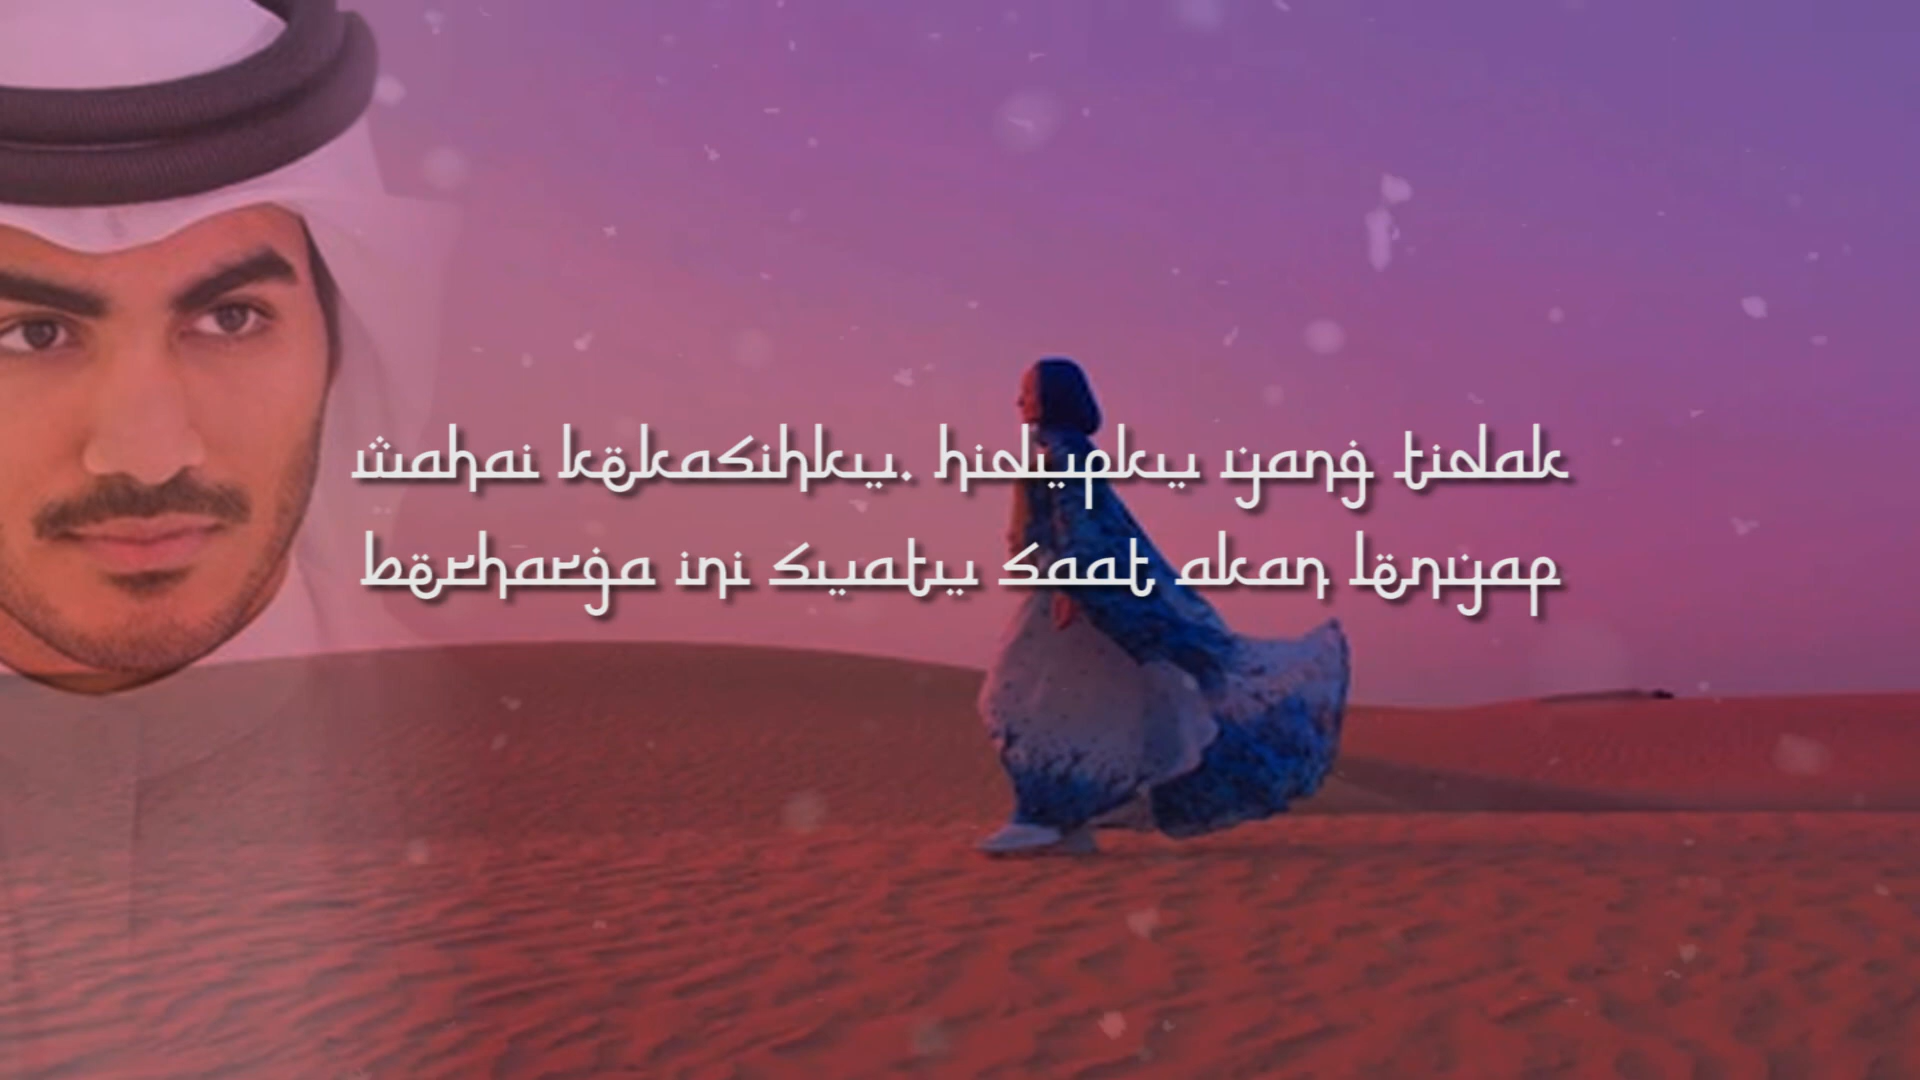 wahai kekasihku. hidupku yang tidak
berharga ini suatu saat akan lenyap